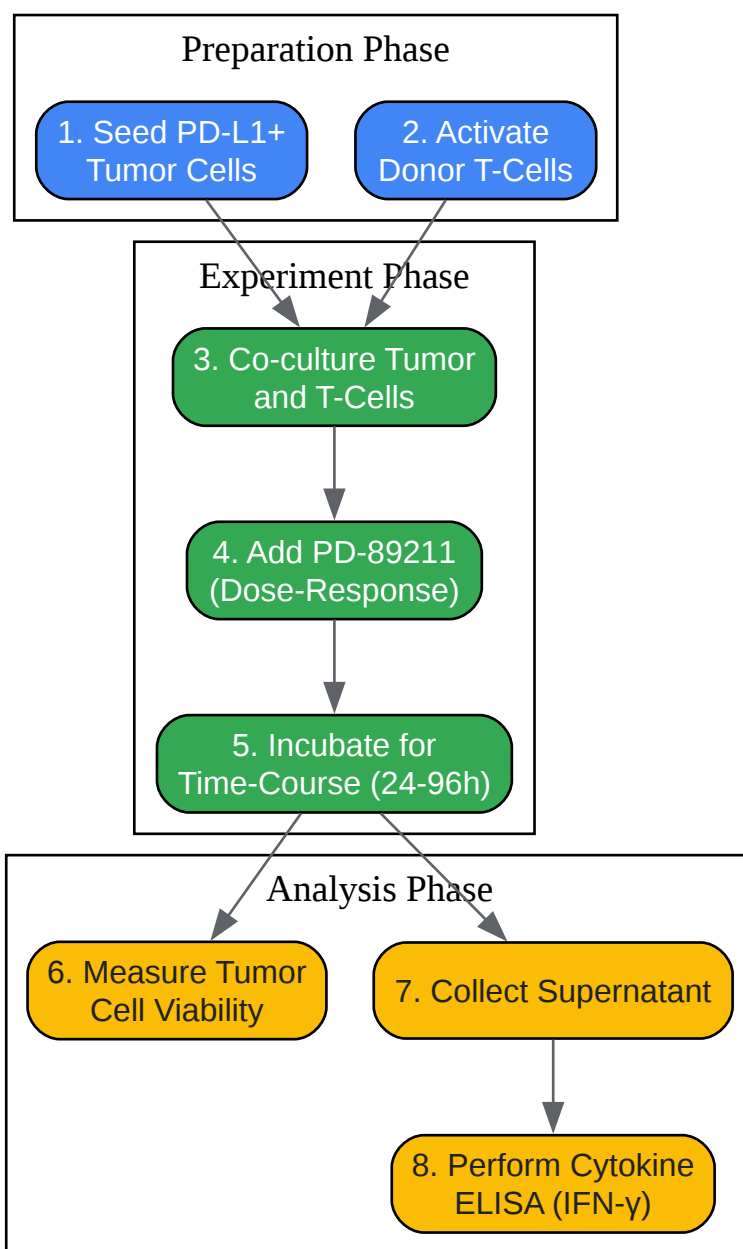 Preparation Phase
1. Seed PD-L1+
Tumor Cells
2. Activate
Donor T-Cells
Experiment Phase
3. Co-culture Tumor
and T-Cells
4. Add PD-89211
(Dose-Response)
5. Incubate for
Time-Course (24-96h)
Analysis Phase
6. Measure Tumor
Cell Viability
7. Collect Supernatant
8. Perform Cytokine
ELISA (IFN-γ)